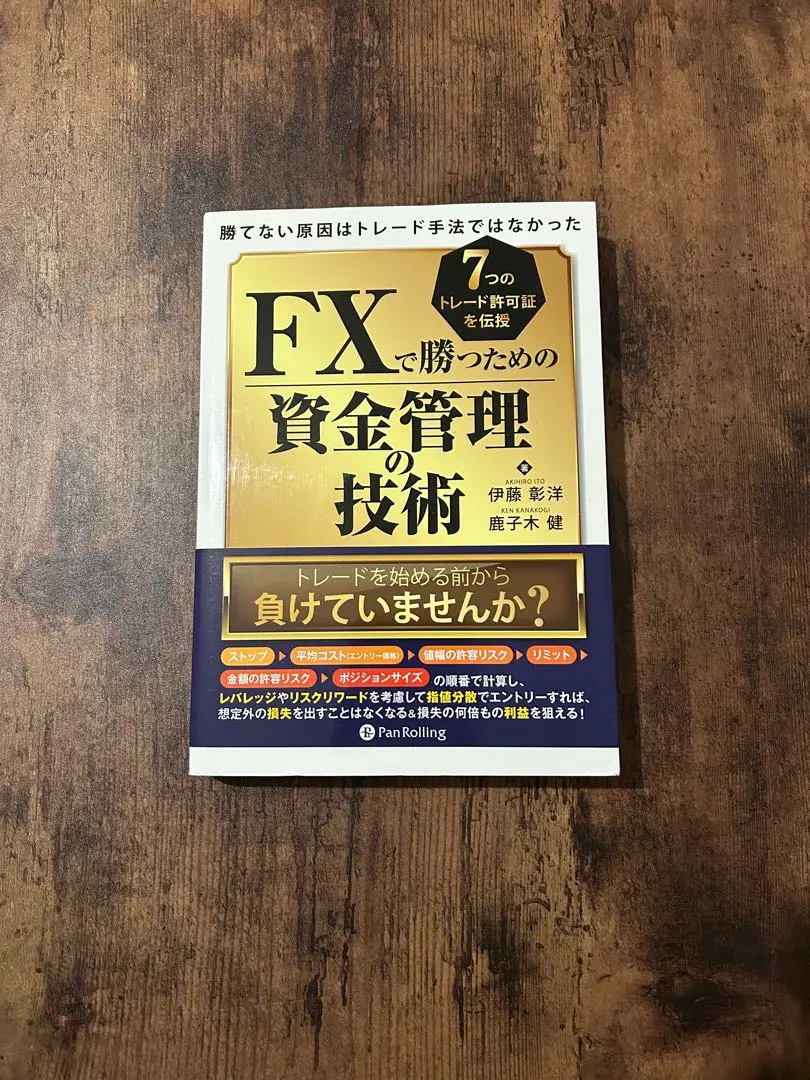 勝てない原因はトレード手法ではなかった
7つの
トレード許可証
を伝授
FXで勝つための
資金管理
の
技術
著
AKIHIRO ITO
伊藤 彰洋
KEN KANAKOGI
鹿子木 健
トレードを始める前から
負けていませんか?
ストップ 平均コスト(エントリー価格) 値幅の許容リスク リミット
金額の許容リスク ポジションサイズ の順番で計算し、
レバレッジやリスクリワードを考慮して指値分散でエントリーすれば、
想定外の損失を出すことはなくなる&損失の何倍もの利益を狙える!
PanRolling